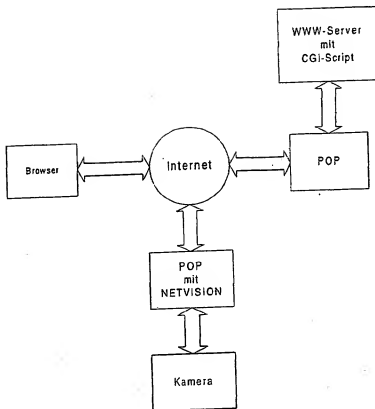 WWW-Server
mit
CGI-Script
Browser
Internet
POP
POP
mit
NETVISION
Kamera